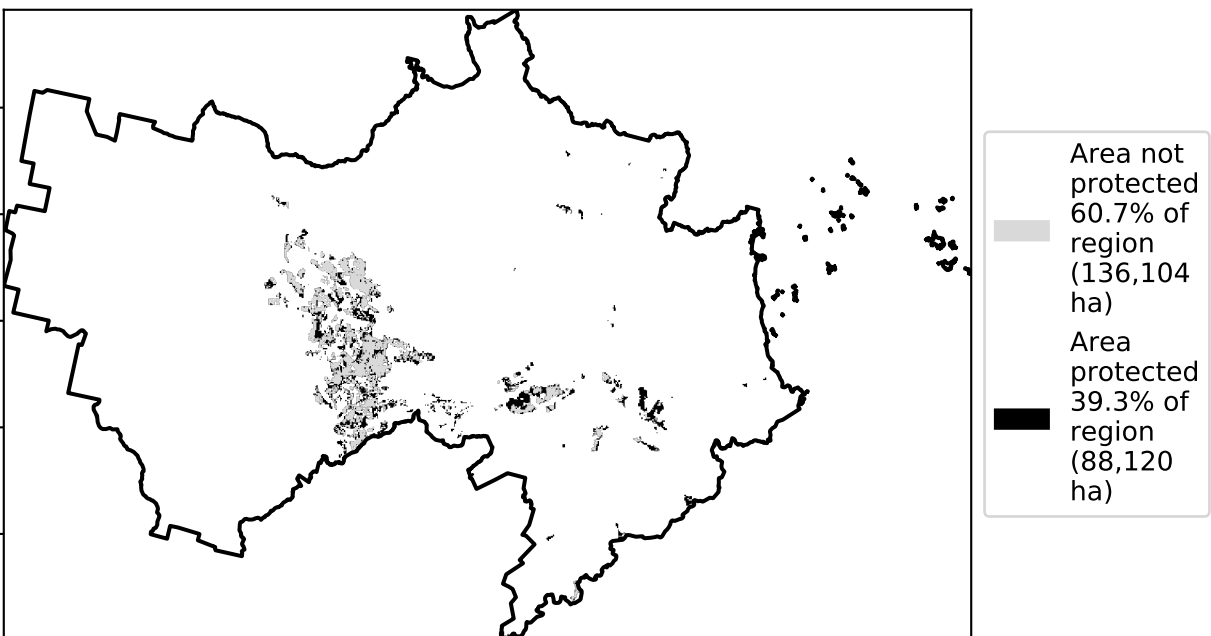 Area not
protected
60.7% of
region
(136,104
ha)
Area
protected
39.3% of
region
(88,120
ha)